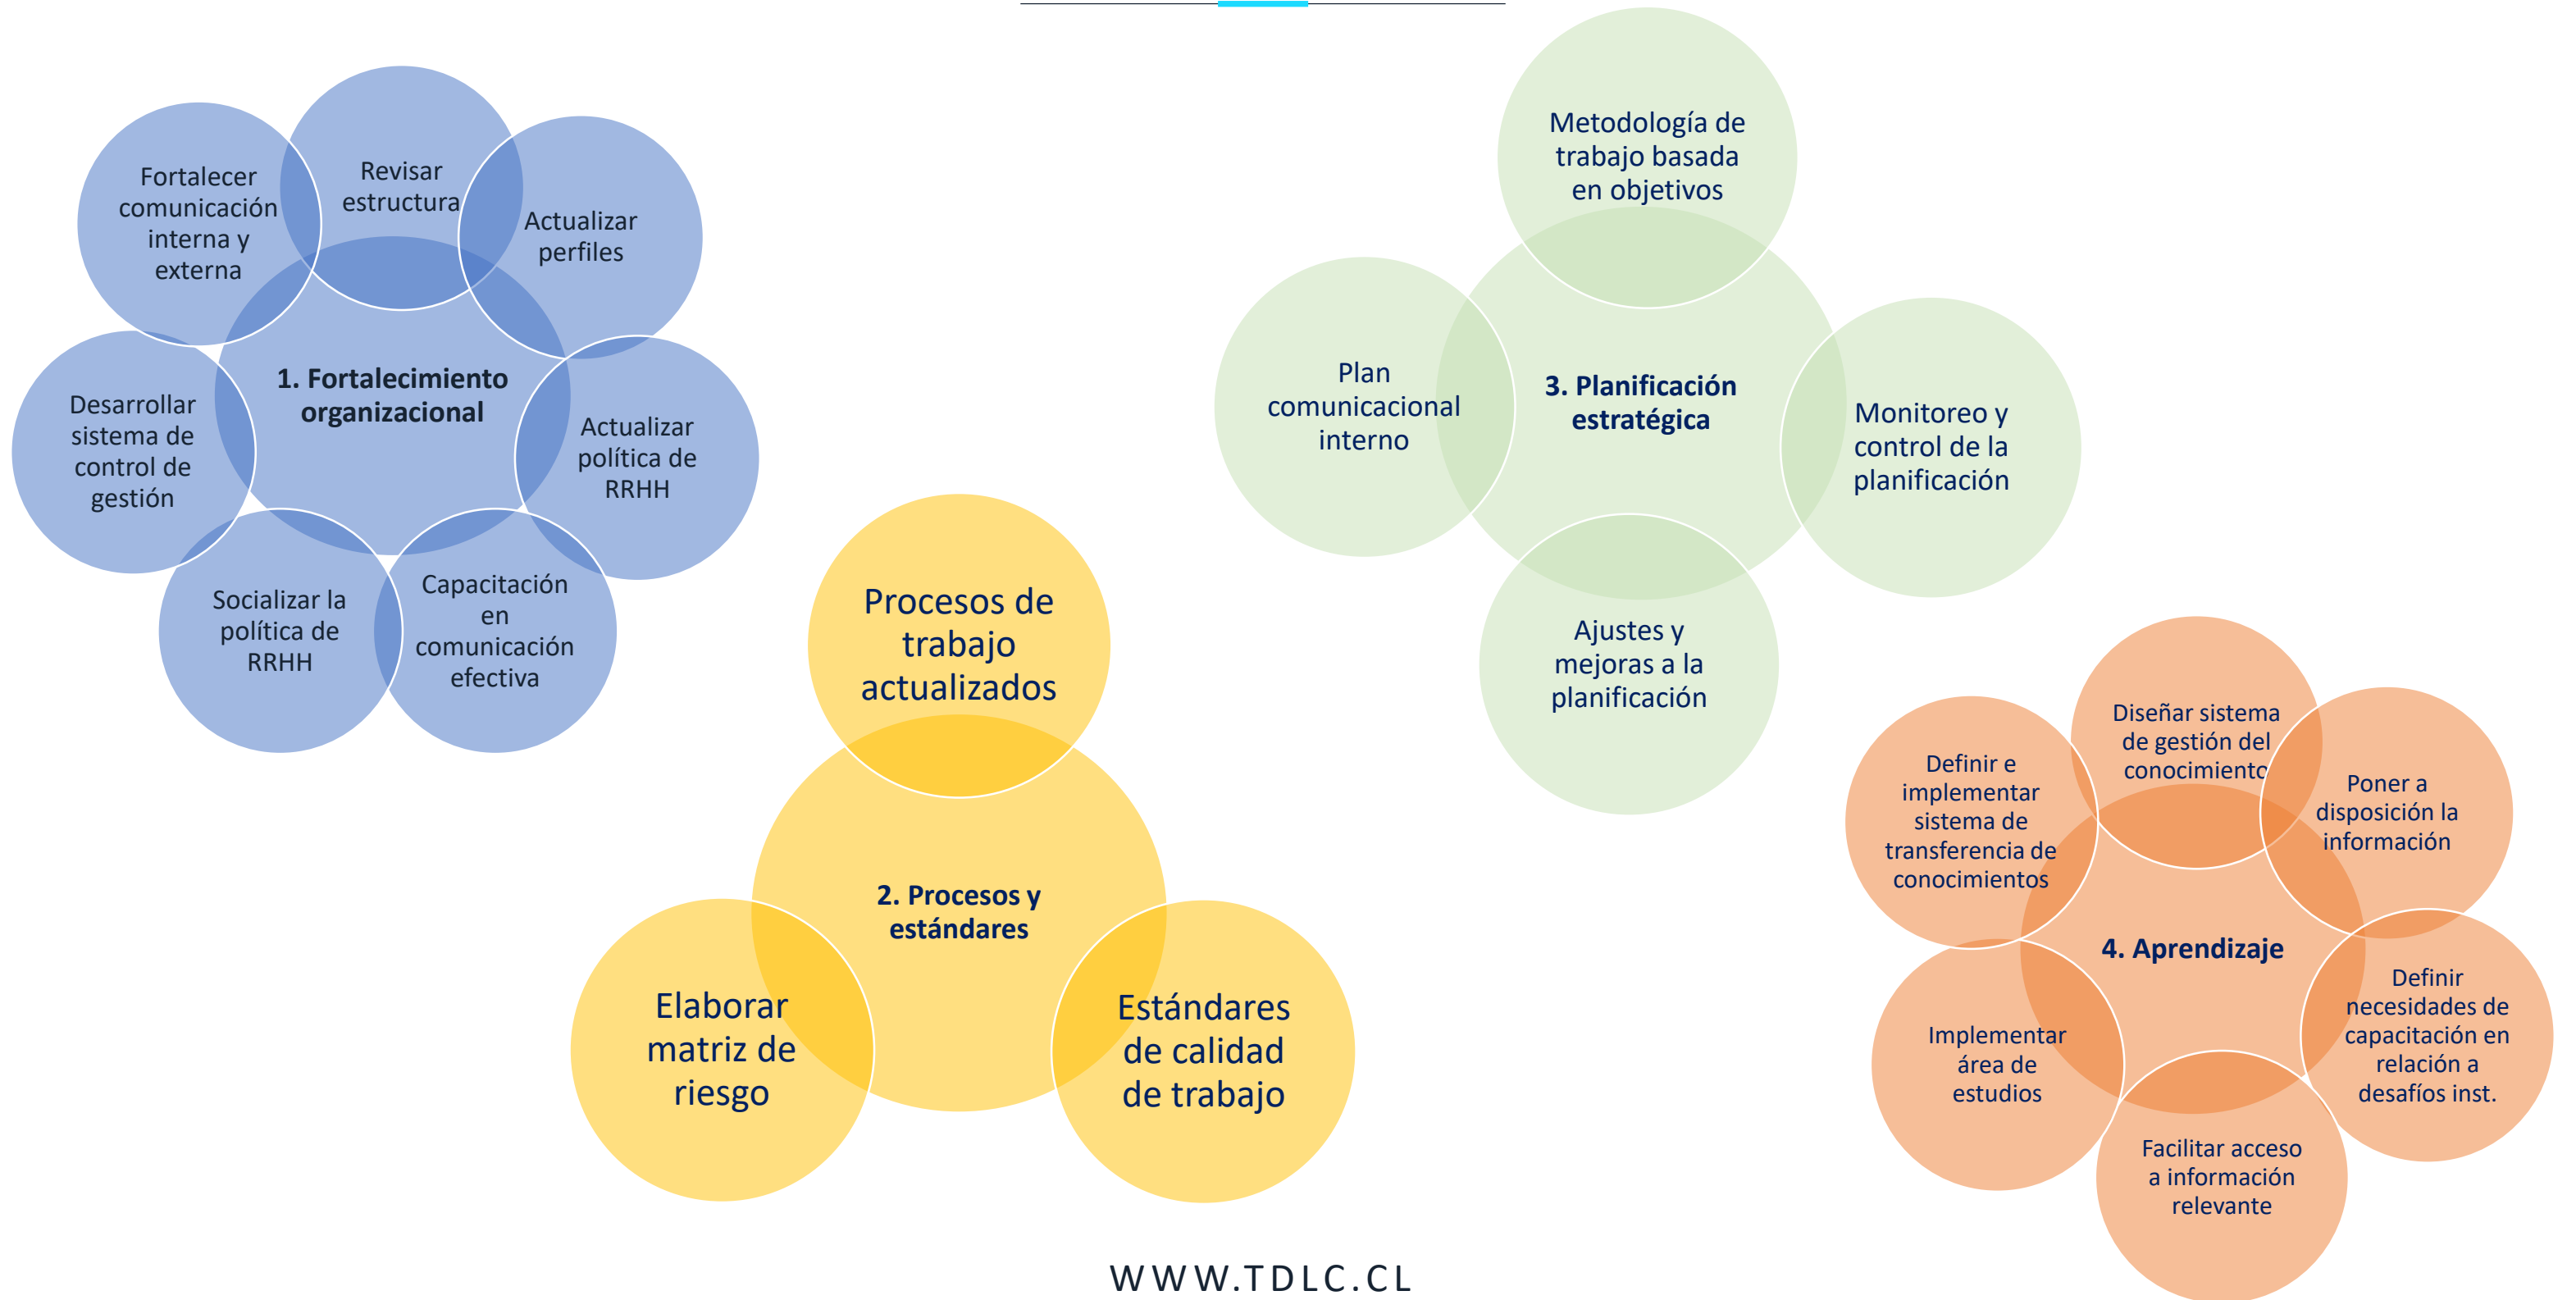 1. Fortalecimiento
organizacional
Revisar
estructura
Actualizar
perfiles
Actualizar
política de
RRHH
Capacitación
en
comunicación
efectiva
Socializar la
política de
RRHH
Desarrollar
sistema de
control de
gestión
Fortalecer
comunicación
interna y
externa
2. Procesos y
estándares
Procesos de
trabajo
actualizados
Estándares
de calidad
de trabajo
Elaborar
matriz de
riesgo
3. Planificación
estratégica
Metodología de
trabajo basada
en objetivos
Monitoreo y
control de la
planificación
Ajustes y
mejoras a la
planificación
Plan
comunicacional
interno
4. Aprendizaje
Diseñar sistema
de gestión del
conocimiento
Poner a
disposición la
información
Definir
necesidades de
capacitación en
relación a
desafíos inst.
Facilitar acceso
a información
relevante
Implementar
área de
estudios
Definir e
implementar
sistema de
transferencia de
conocimientos
WWW.TDLC.CL